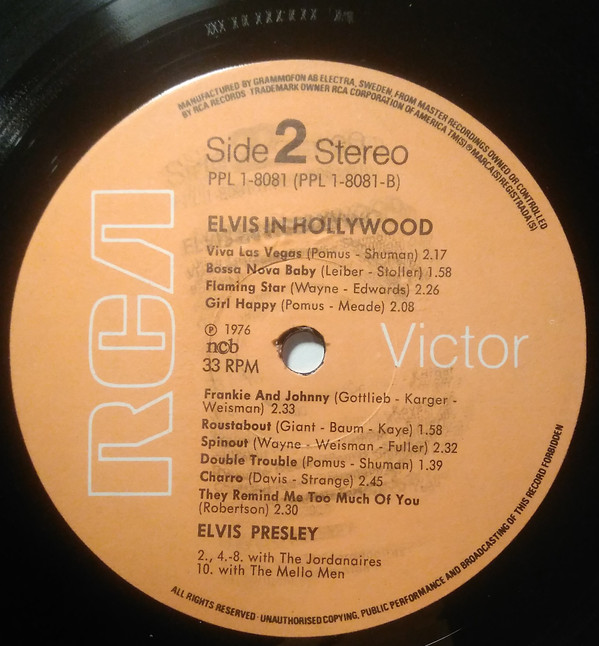 MANUFACTURED BY GRAMMOFON AB ELECTRA, SWEDEN, FROM MASTER RECORDINGS OWNED OR CONTROLLED
BY RCA RECORDS TRADEMARK OWNER RCA CORPORATION OF AMERICA TM(S)® MARCA(S) REGISTRADA(S)
Side 2 Stereo
PPL 1-8081 (PPL 1-8081-B)
RCA
ELVIS IN HOLLYWOOD
Viva Las Vegas (Pomus - Shuman) 2.17
Bossa Nova Baby (Leiber - Stoller) 1.58
Flaming Star (Wayne - Edwards) 2.26
Girl Happy (Pomus - Meade) 2.08
℗ 1976
ncb
33 RPM
Victor
Frankie And Johnny (Gottlieb - Karger -
Weisman) 2.33
Roustabout (Giant - Baum - Kaye) 1.58
Spinout (Wayne - Weisman - Fuller) 2.32
Double Trouble (Pomus - Shuman) 1.39
Charro (Davis - Strange) 2.45
They Remind Me Too Much Of You
(Robertson) 2.30
ELVIS PRESLEY
2., 4.-8. with The Jordanaires
10. with The Mello Men
ALL RIGHTS RESERVED · UNAUTHORISED COPYING, PUBLIC PERFORMANCE AND BROADCASTING OF THIS RECORD FORBIDDEN